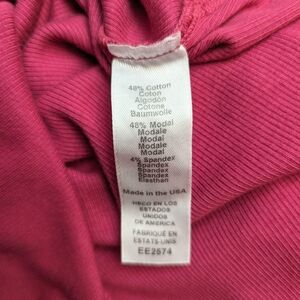 48% Cotton
Coton
Algodón
Cotone
Baumwolle
48% Modal
Modale
Modal
Modale
Modal
4% Spandex
Spandex
Spandex
Spandex
Elasthan
Made in the USA
HECO EN LOS
ESTADOS
UNIDOS
DE AMERICA
FABRIQUÉ EN
ÉTATS-UNIS
EE2574